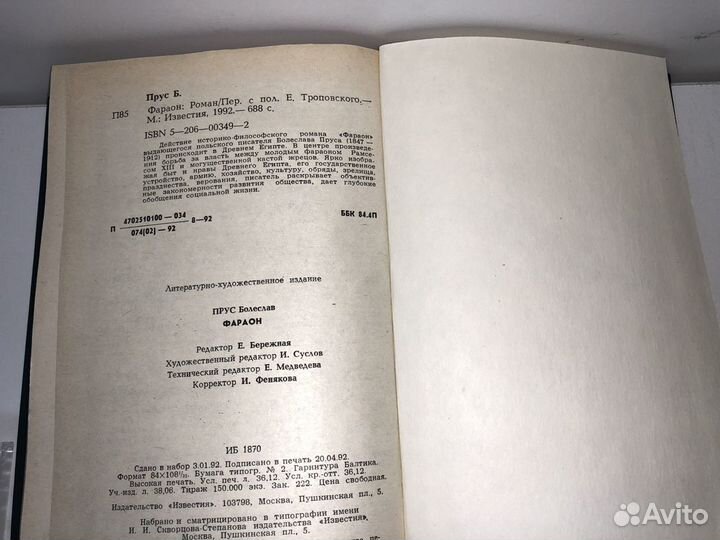 Прус Б.
П85 Фараон: Роман/Пер. с пол. Е. Троповского.—
М.: Известия, 1992.— 688 с.
ISBN 5—206—00349—2
Действие историко-философского романа «Фараон»
выдающегося польского писателя Болеслава Пруса (1847—
1912) происходит в Древнем Египте. В центре произведе-
ния борьба за власть между молодым фараоном Рамсе-
сом XIII и могущественной кастой жрецов. Ярко изобра-
жая быт и нравы Древнего Египта, его государственное
устройство, армию, хозяйство, культуру, обряды, зрелища,
празднества, верования, писатель раскрывает объектив-
ные закономерности развития общества, дает глубокие
обобщения социальной жизни.
П 4702510100—034 8—92 ББК 84.4П
074(02)—92
Литературно-художественное издание
ПРУС Болеслав
ФАРАОН
Редактор Е. Бережная
Художественный редактор И. Суслов
Технический редактор Е. Медведева
Корректор И. Фенякова
ИБ 1870
Сдано в набор 3.01.92. Подписано в печать 20.04.92.
Формат 84×108¹/₃₂. Бумага типогр. № 2. Гарнитура Балтика.
Высокая печать. Усл. печ. л. 36,12. Усл. кр.-отт. 36,12.
Уч.-изд. л. 38,06. Тираж 150.000 экз. Зак. 222. Цена свободная.
Издательство «Известия». 103798, Москва, Пушкинская пл., 5.
Набрано и сматрицировано в типографии имени
И. И. Скворцова-Степанова издательства «Известия».
Москва, Пушкинская пл., 5.
Avito